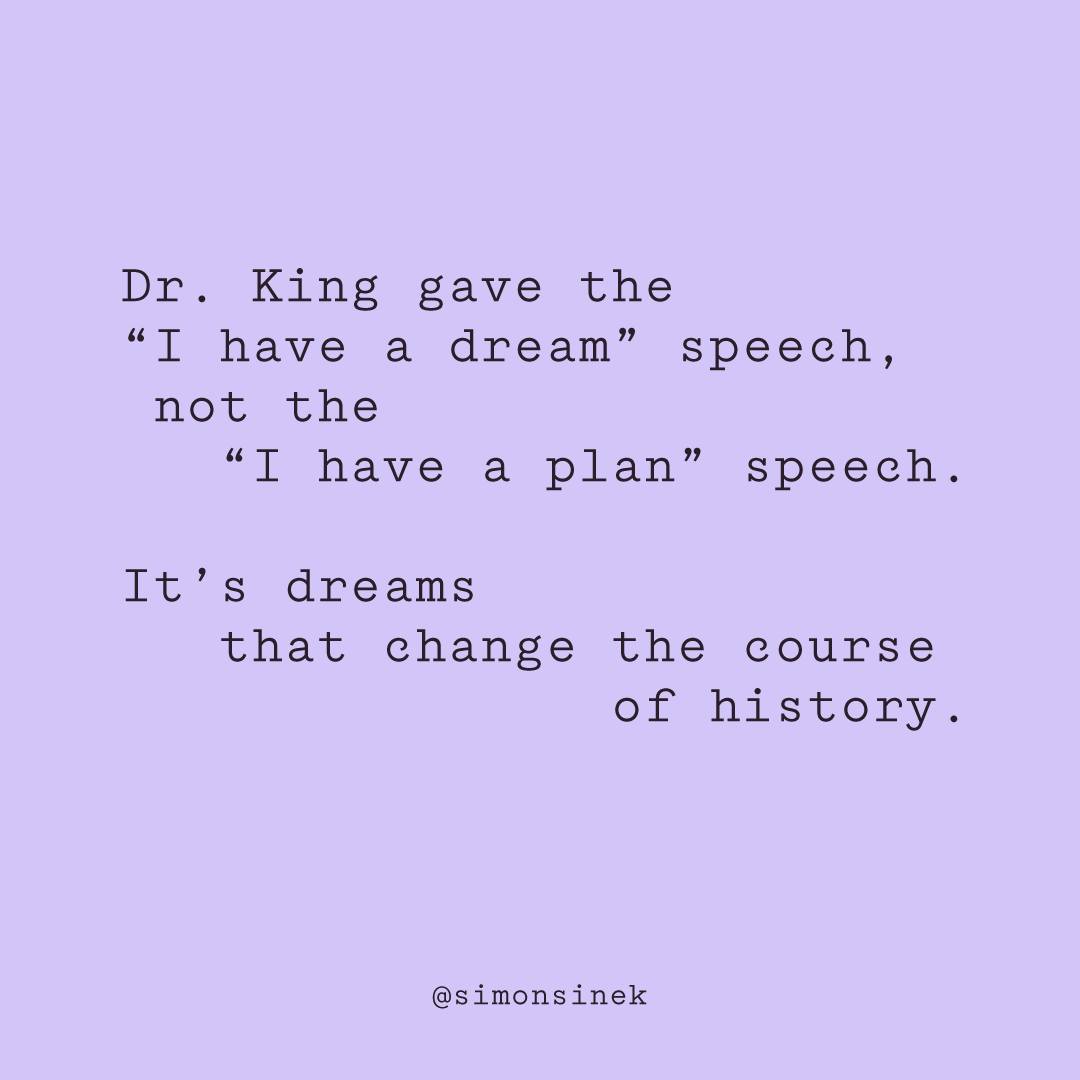 Dr. King gave the
“I have a dream” speech,
not the
“I have a plan” speech.
It’s dreams
that change the course
of history.
@simonsinek